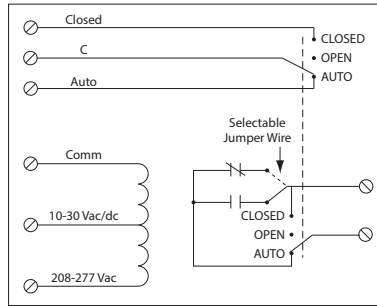 Closed
CLOSED
C
OPEN
AUTO
Auto
Selectable
Jumper Wire
Comm
10-30 Vac/dc
CLOSED
OPEN
AUTO
208-277 Vac